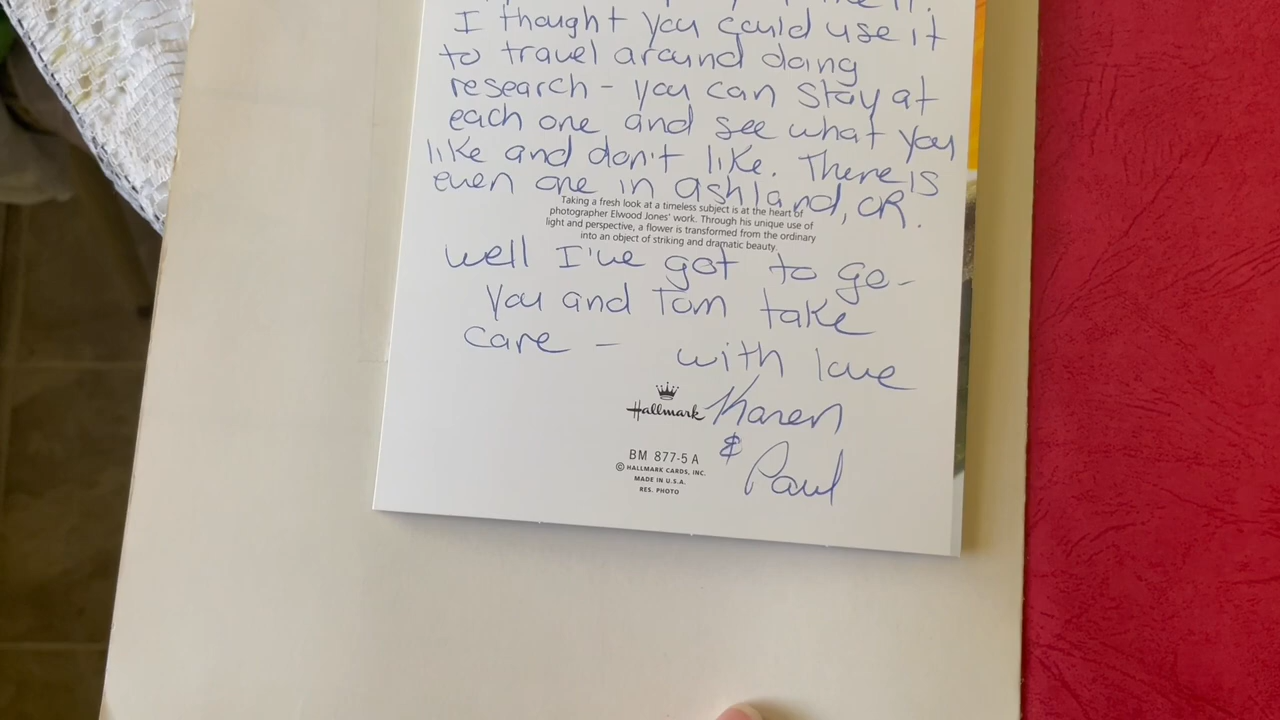 I thought you could use it
to travel around doing
research - you can stay at
each one and see what you
like and don't like. There is
even one in ashland, OR.
Taking a fresh look at a timeless subject is at the heart of
photographer Elwood Jones' work. Through his unique use of
light and perspective, a flower is transformed from the ordinary
into an object of striking and dramatic beauty.
well I've got to go -
You and Tom take
care - with love
Hallmark Karen
&
Paul
BM 877-5 A
© HALLMARK CARDS, INC.
MADE IN U.S.A.
RES. PHOTO